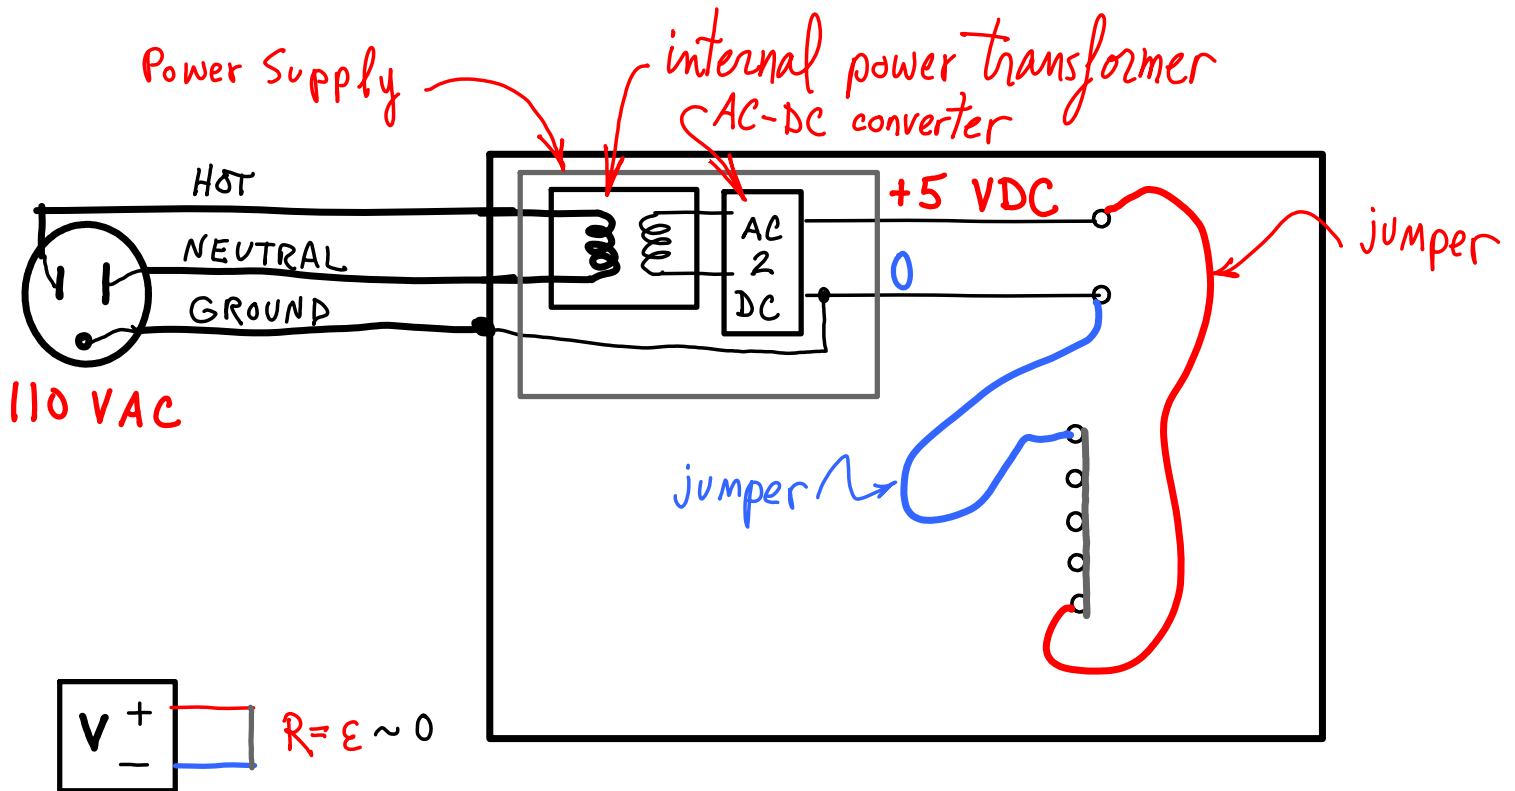 Power Supply
internal power transformer
AC-DC converter
HOT
NEUTRAL
GROUND
110 VAC
AC
2
DC
+5 VDC
0
jumper
jumper
V + −
R = ε ~ 0